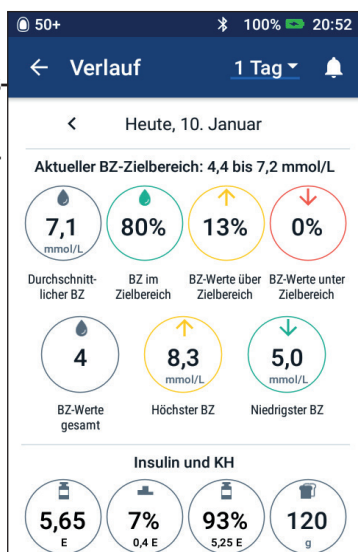 50+ 100% 20:52
Verlauf 1 Tag
Heute, 10. Januar
Aktueller BZ-Zielbereich: 4,4 bis 7,2 mmol/L
7,1 80% 13% 0%
mmol/L
Durchschnitt- BZ im BZ-Werte über BZ-Werte unter
licher BZ Zielbereich Zielbereich Zielbereich
4 8,3 5,0
mmol/L mmol/L
BZ-Werte Höchster BZ Niedrigster BZ
gesamt
Insulin und KH
5,65 7% 93% 120
E 0,4 E 5,25 E g